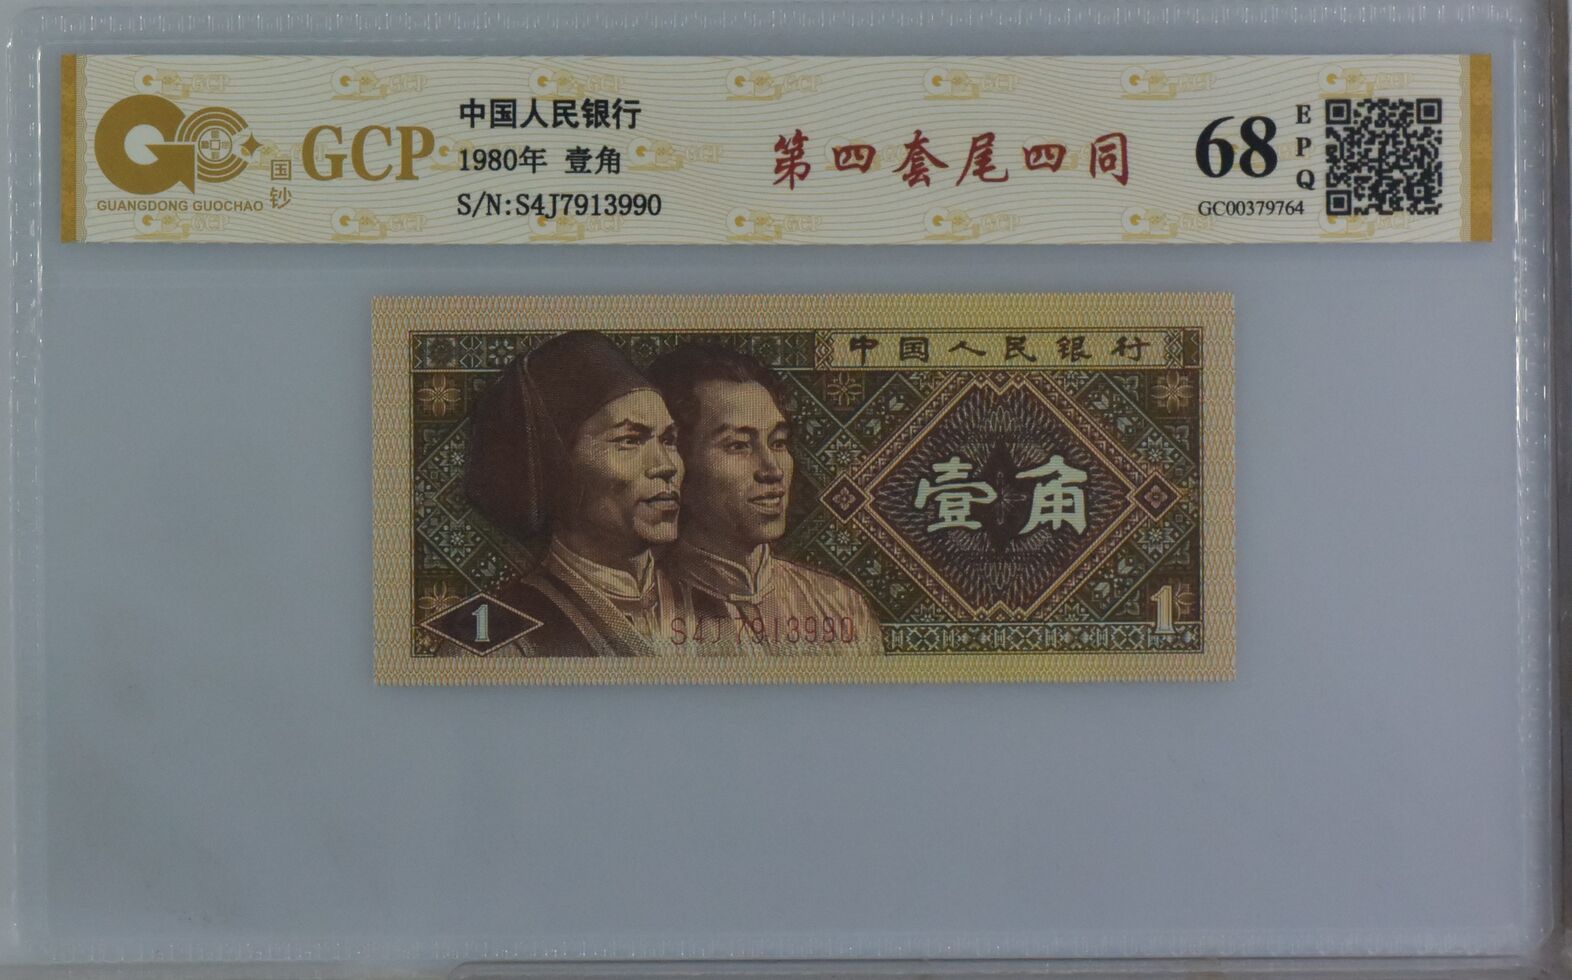 GUANGDONG GUOCHAO
国钞
GCP
中国人民银行
1980年 壹角
S/N:S4J7913990
第四套尾四同
68
EPQ
GC00379764
中国人民银行
壹角
1
1
S4J7913990